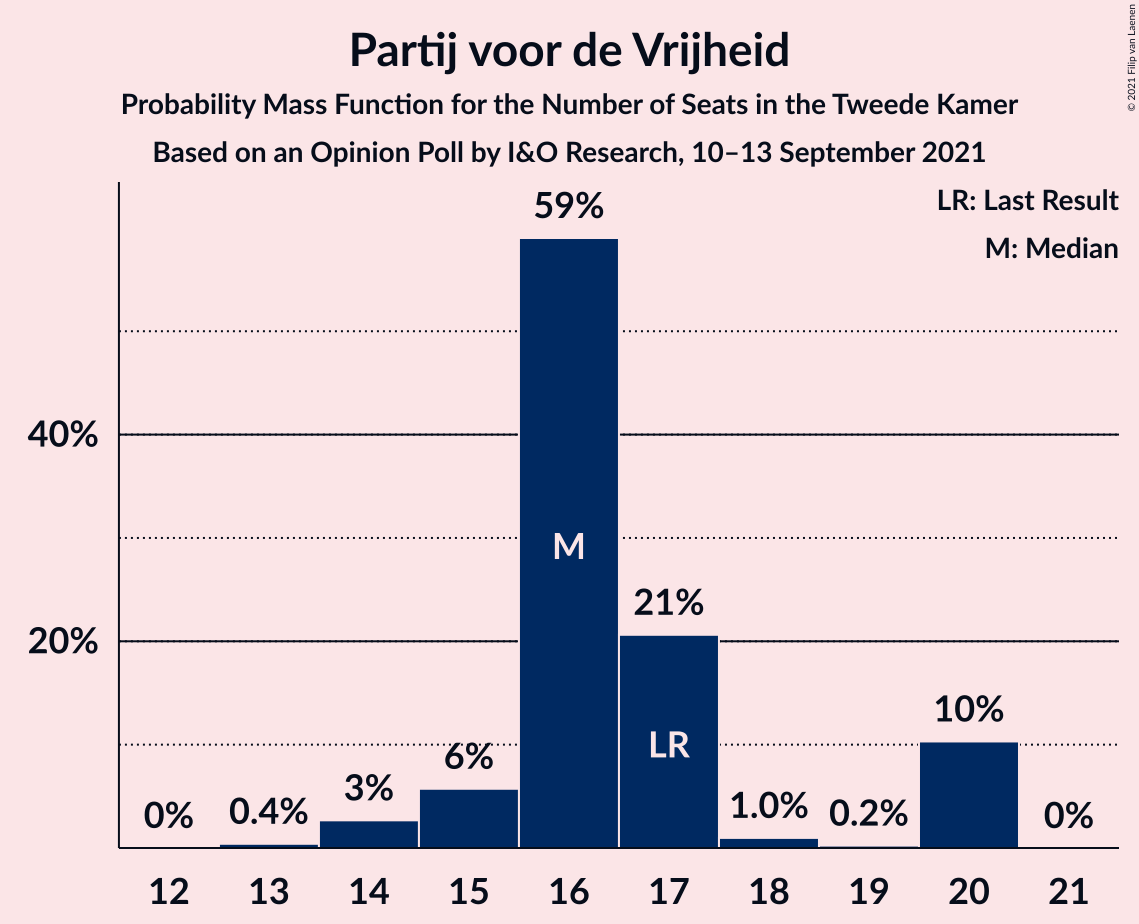 Partij voor de Vrijheid
Probability Mass Function for the Number of Seats in the Tweede Kamer
Based on an Opinion Poll by I&O Research, 10–13 September 2021
© 2021 Filip van Laenen
LR: Last Result
M: Median
59%
40%
M
21%
20%
LR
10%
6%
3%
1.0%
0.4%
0.2%
0%
0%
12 13 14 15 16 17 18 19 20 21